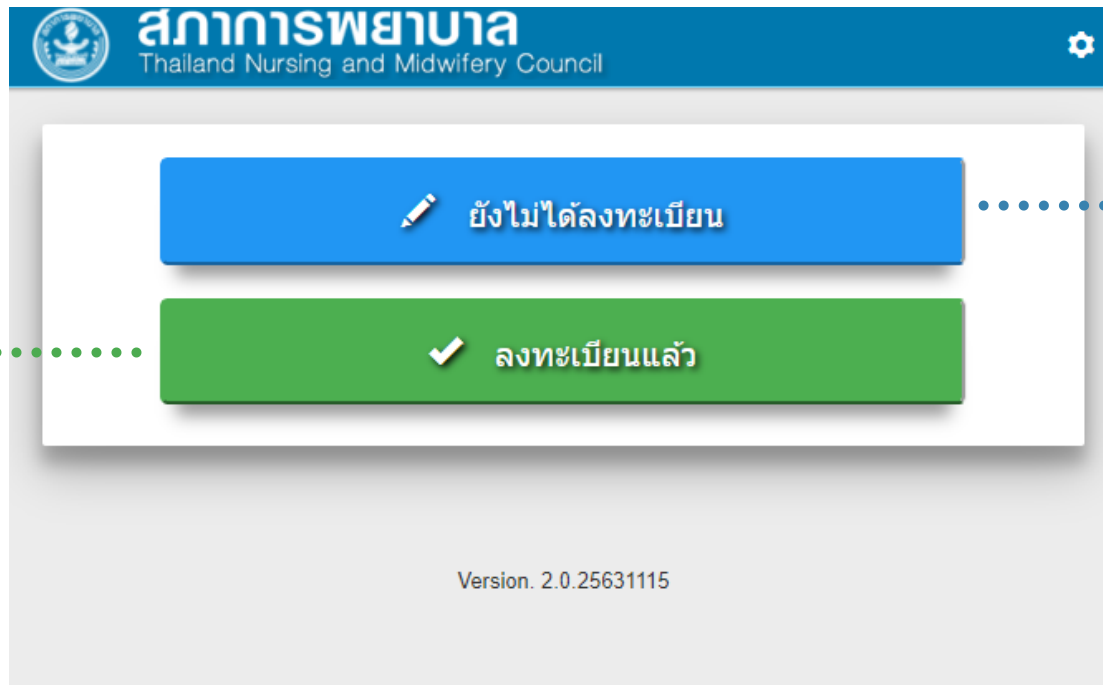 สภาการพยาบาล
Thailand Nursing and Midwifery Council
ยังไม่ได้ลงทะเบียน
ลงทะเบียนแล้ว
Version. 2.0.25631115